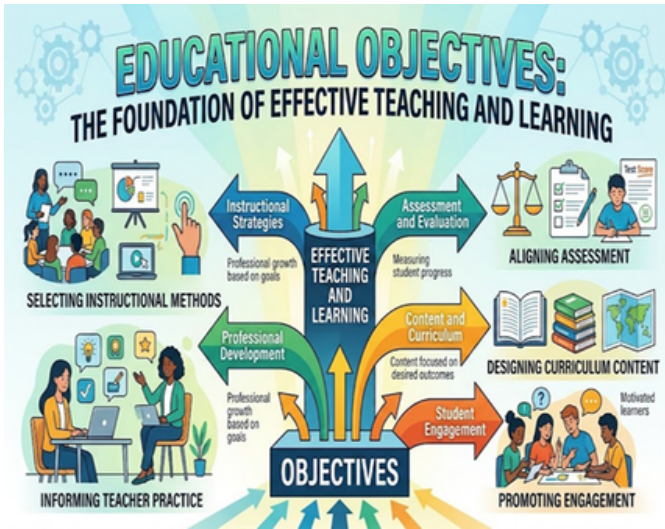 EDUCATIONAL OBJECTIVES:
THE FOUNDATION OF EFFECTIVE TEACHING AND LEARNING
Instructional
Strategies
Professional growth
based on goals
SELECTING INSTRUCTIONAL METHODS
Assessment
and Evaluation
Measuring
student progress
Test Score
ALIGNING ASSESSMENT
EFFECTIVE
TEACHING
AND
LEARNING
Professional
Development
Professional
growth
based on
goals
INFORMING TEACHER PRACTICE
Content and
Curriculum
Content focused on
desired outcomes
DESIGNING CURRICULUM CONTENT
Student
Engagement
Motivated
learners
PROMOTING ENGAGEMENT
OBJECTIVES